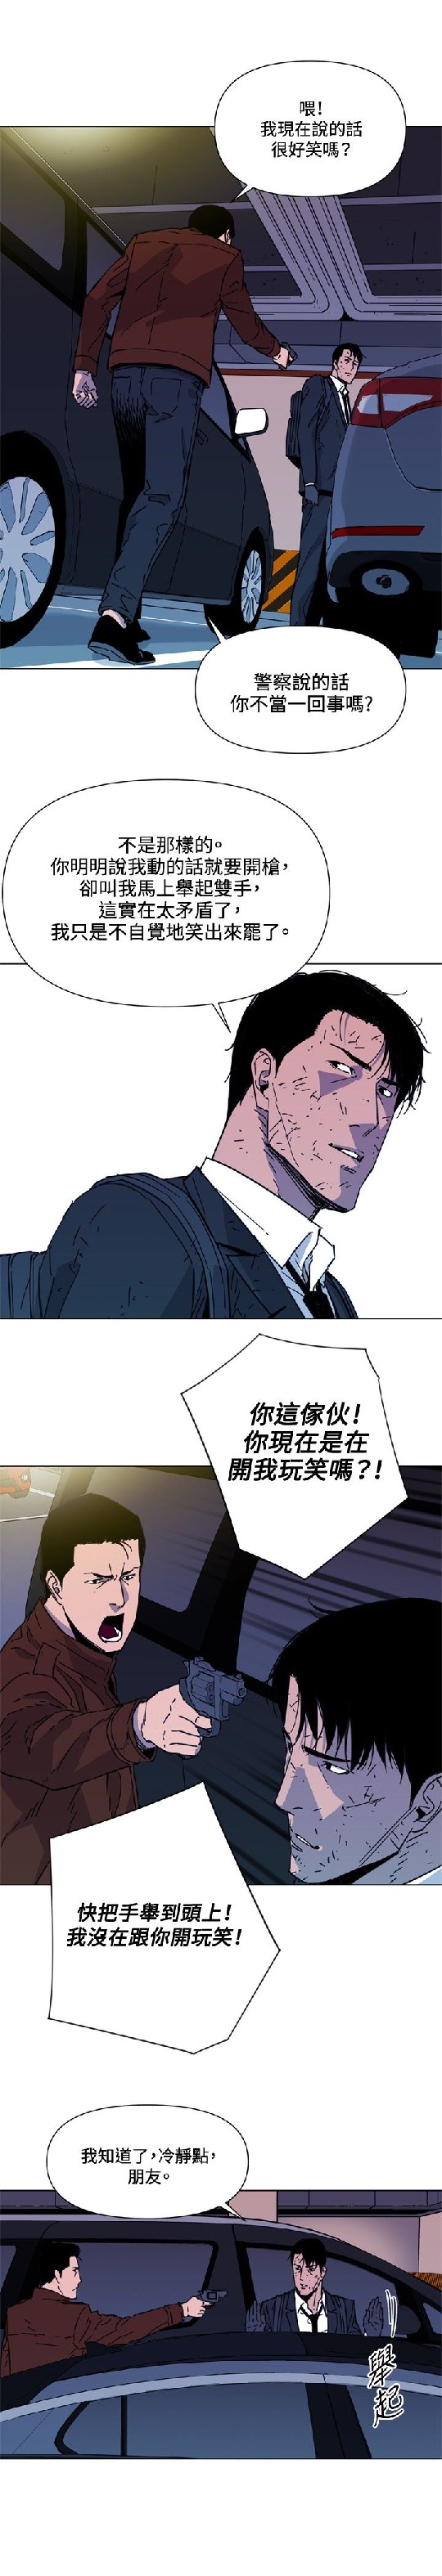 喂!
我現在說的話
很好笑嗎?
警察說的話
你不當一回事嗎?
不是那樣的。
你明明說我動的話就要開槍,
卻叫我馬上舉起雙手,
這實在太矛盾了,
我只是不自覺地笑出來罷了。
你這傢伙!
你現在是在
開我玩笑嗎?!
快把手舉到頭上!
我沒在跟你開玩笑!
我知道了,冷靜點,
朋友。
舉起